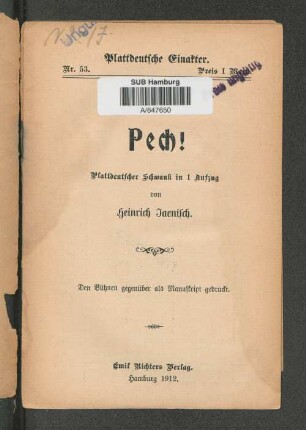 Plattdeutsche Einakter.
Nr. 53. Preis 1
SUB Hamburg
A/647650
Pech!
Plattdeutscher Schwank in 1 Aufzug
von
Heinrich Jaenisch.
Den Bühnen gegenüber als Manuskript gedruckt.
Emil Richters Verlag.
Hamburg 1912.